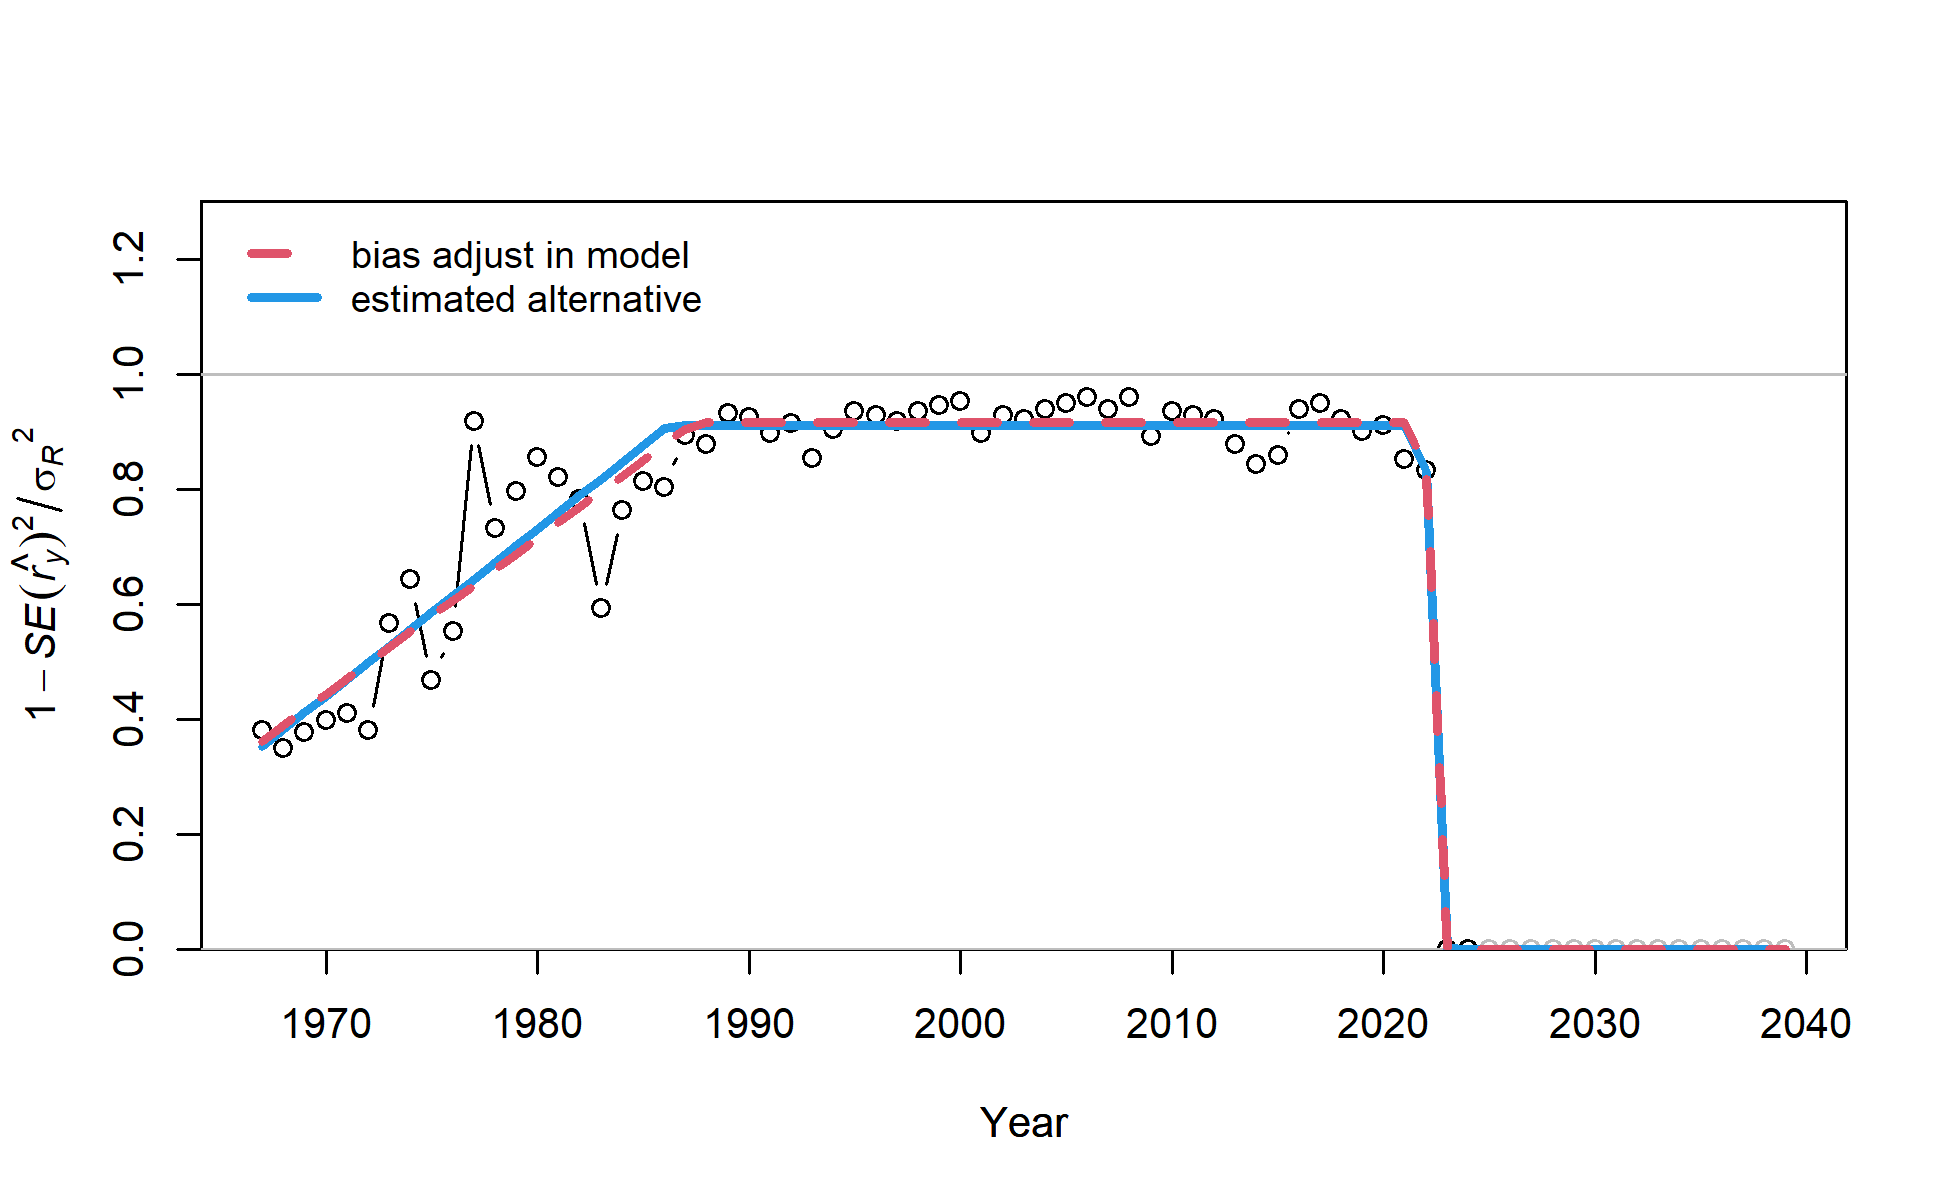 bias adjust in model
estimated alternative
1 − SE(r̂y)² / σR²
1.2
1.0
0.8
0.6
0.4
0.2
0.0
1970 1980 1990 2000 2010 2020 2030 2040
Year